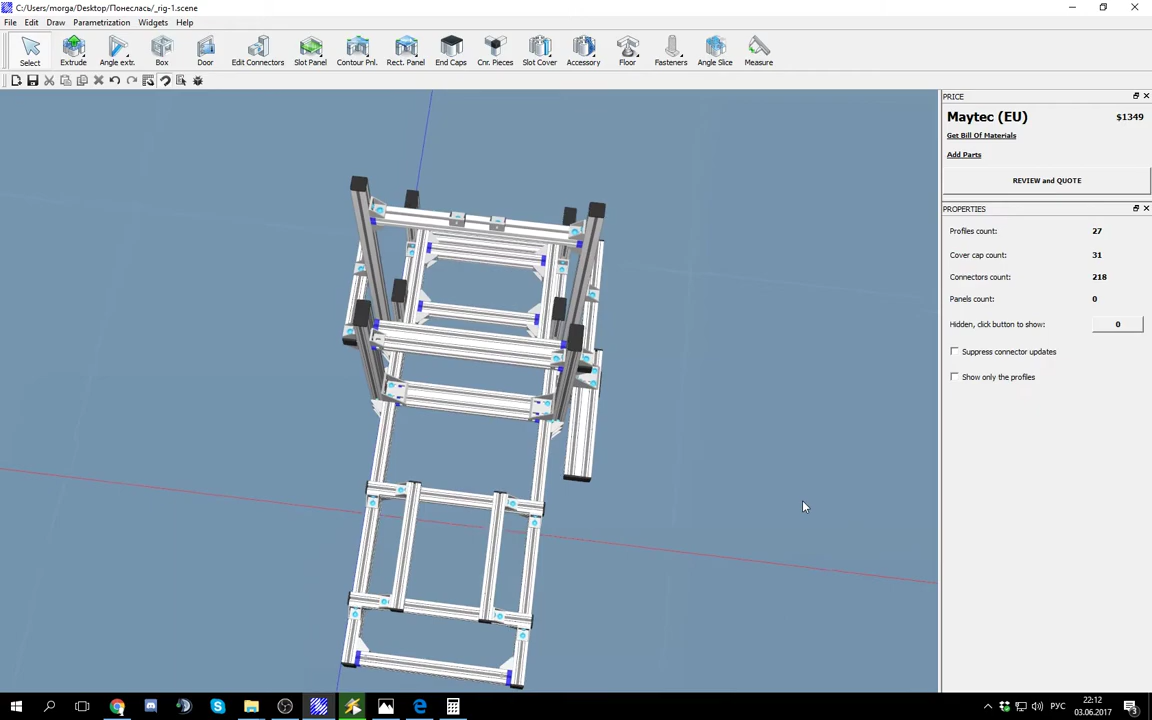 C:/Users/morga/Desktop/Понеслась/_rig-1.scene
File Edit Draw Parametrization Widgets Help
Select Extrude Angle extr. Box Door Edit Connectors Slot Panel Contour Pnl. Rect. Panel End Caps Cnr. Pieces Slot Cover Accessory Floor Fasteners Angle Slice Measure
PRICE
Maytec (EU) $1349
Get Bill Of Materials
Add Parts
REVIEW and QUOTE
PROPERTIES
Profiles count: 27
Cover cap count: 31
Connectors count: 218
Panels count: 0
Hidden, click button to show: 0
Suppress connector updates
Show only the profiles
РУС
22:12
03.06.2017
3